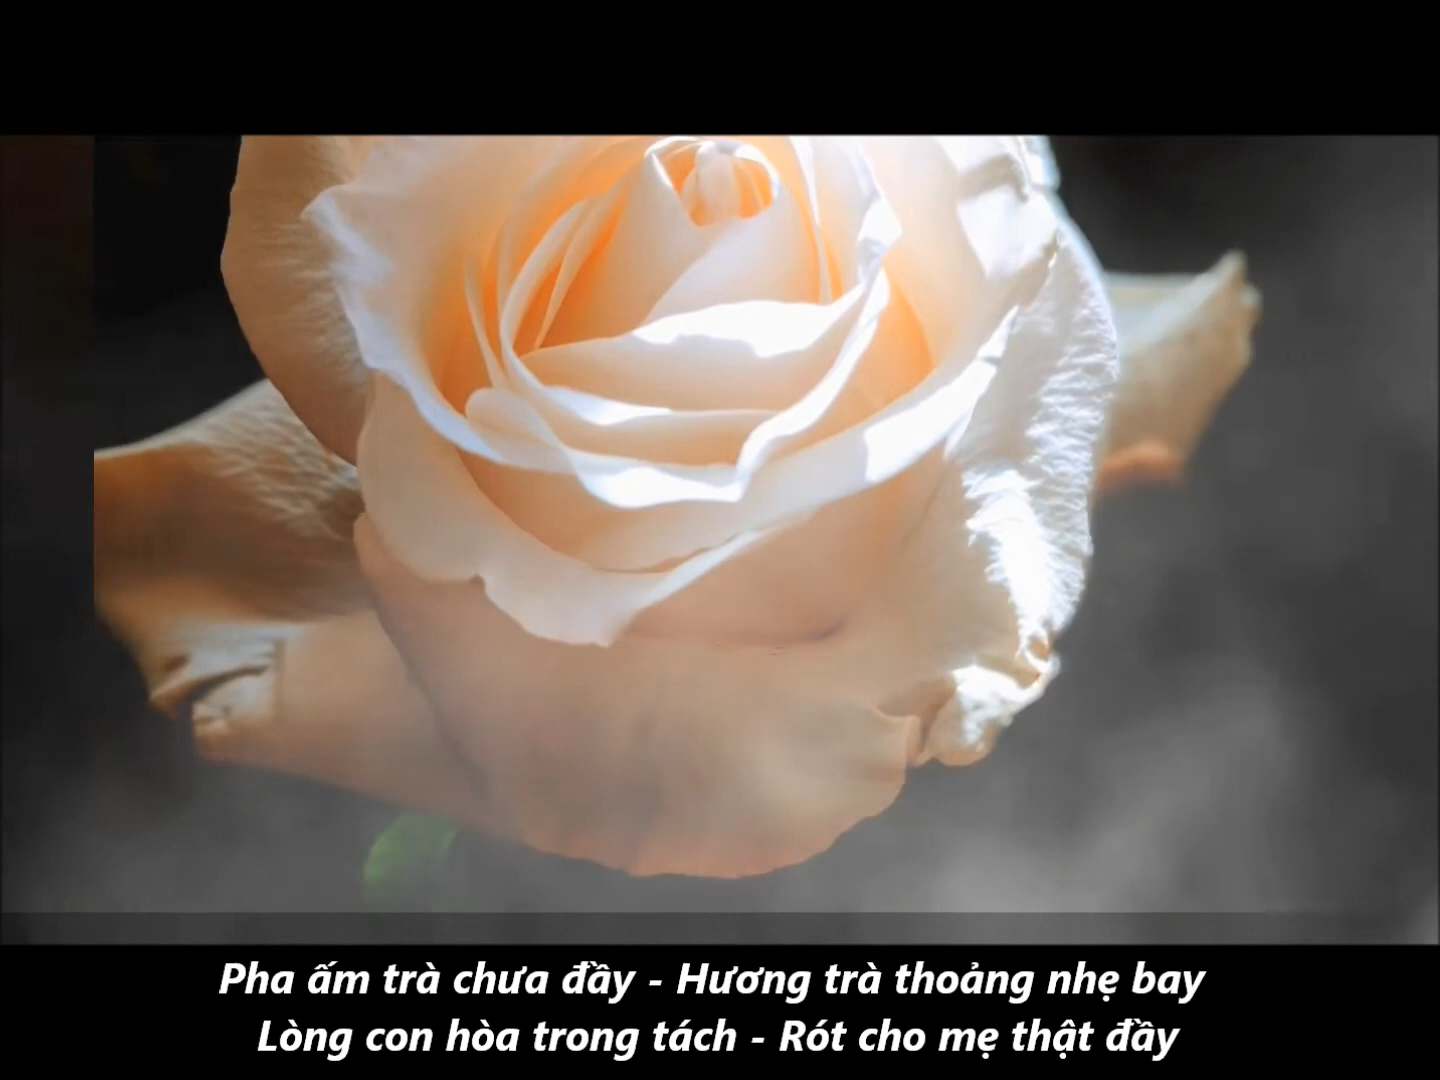 Pha ấm trà chưa đầy - Hương trà thoảng nhẹ bay
Lòng con hòa trong tách - Rót cho mẹ thật đầy